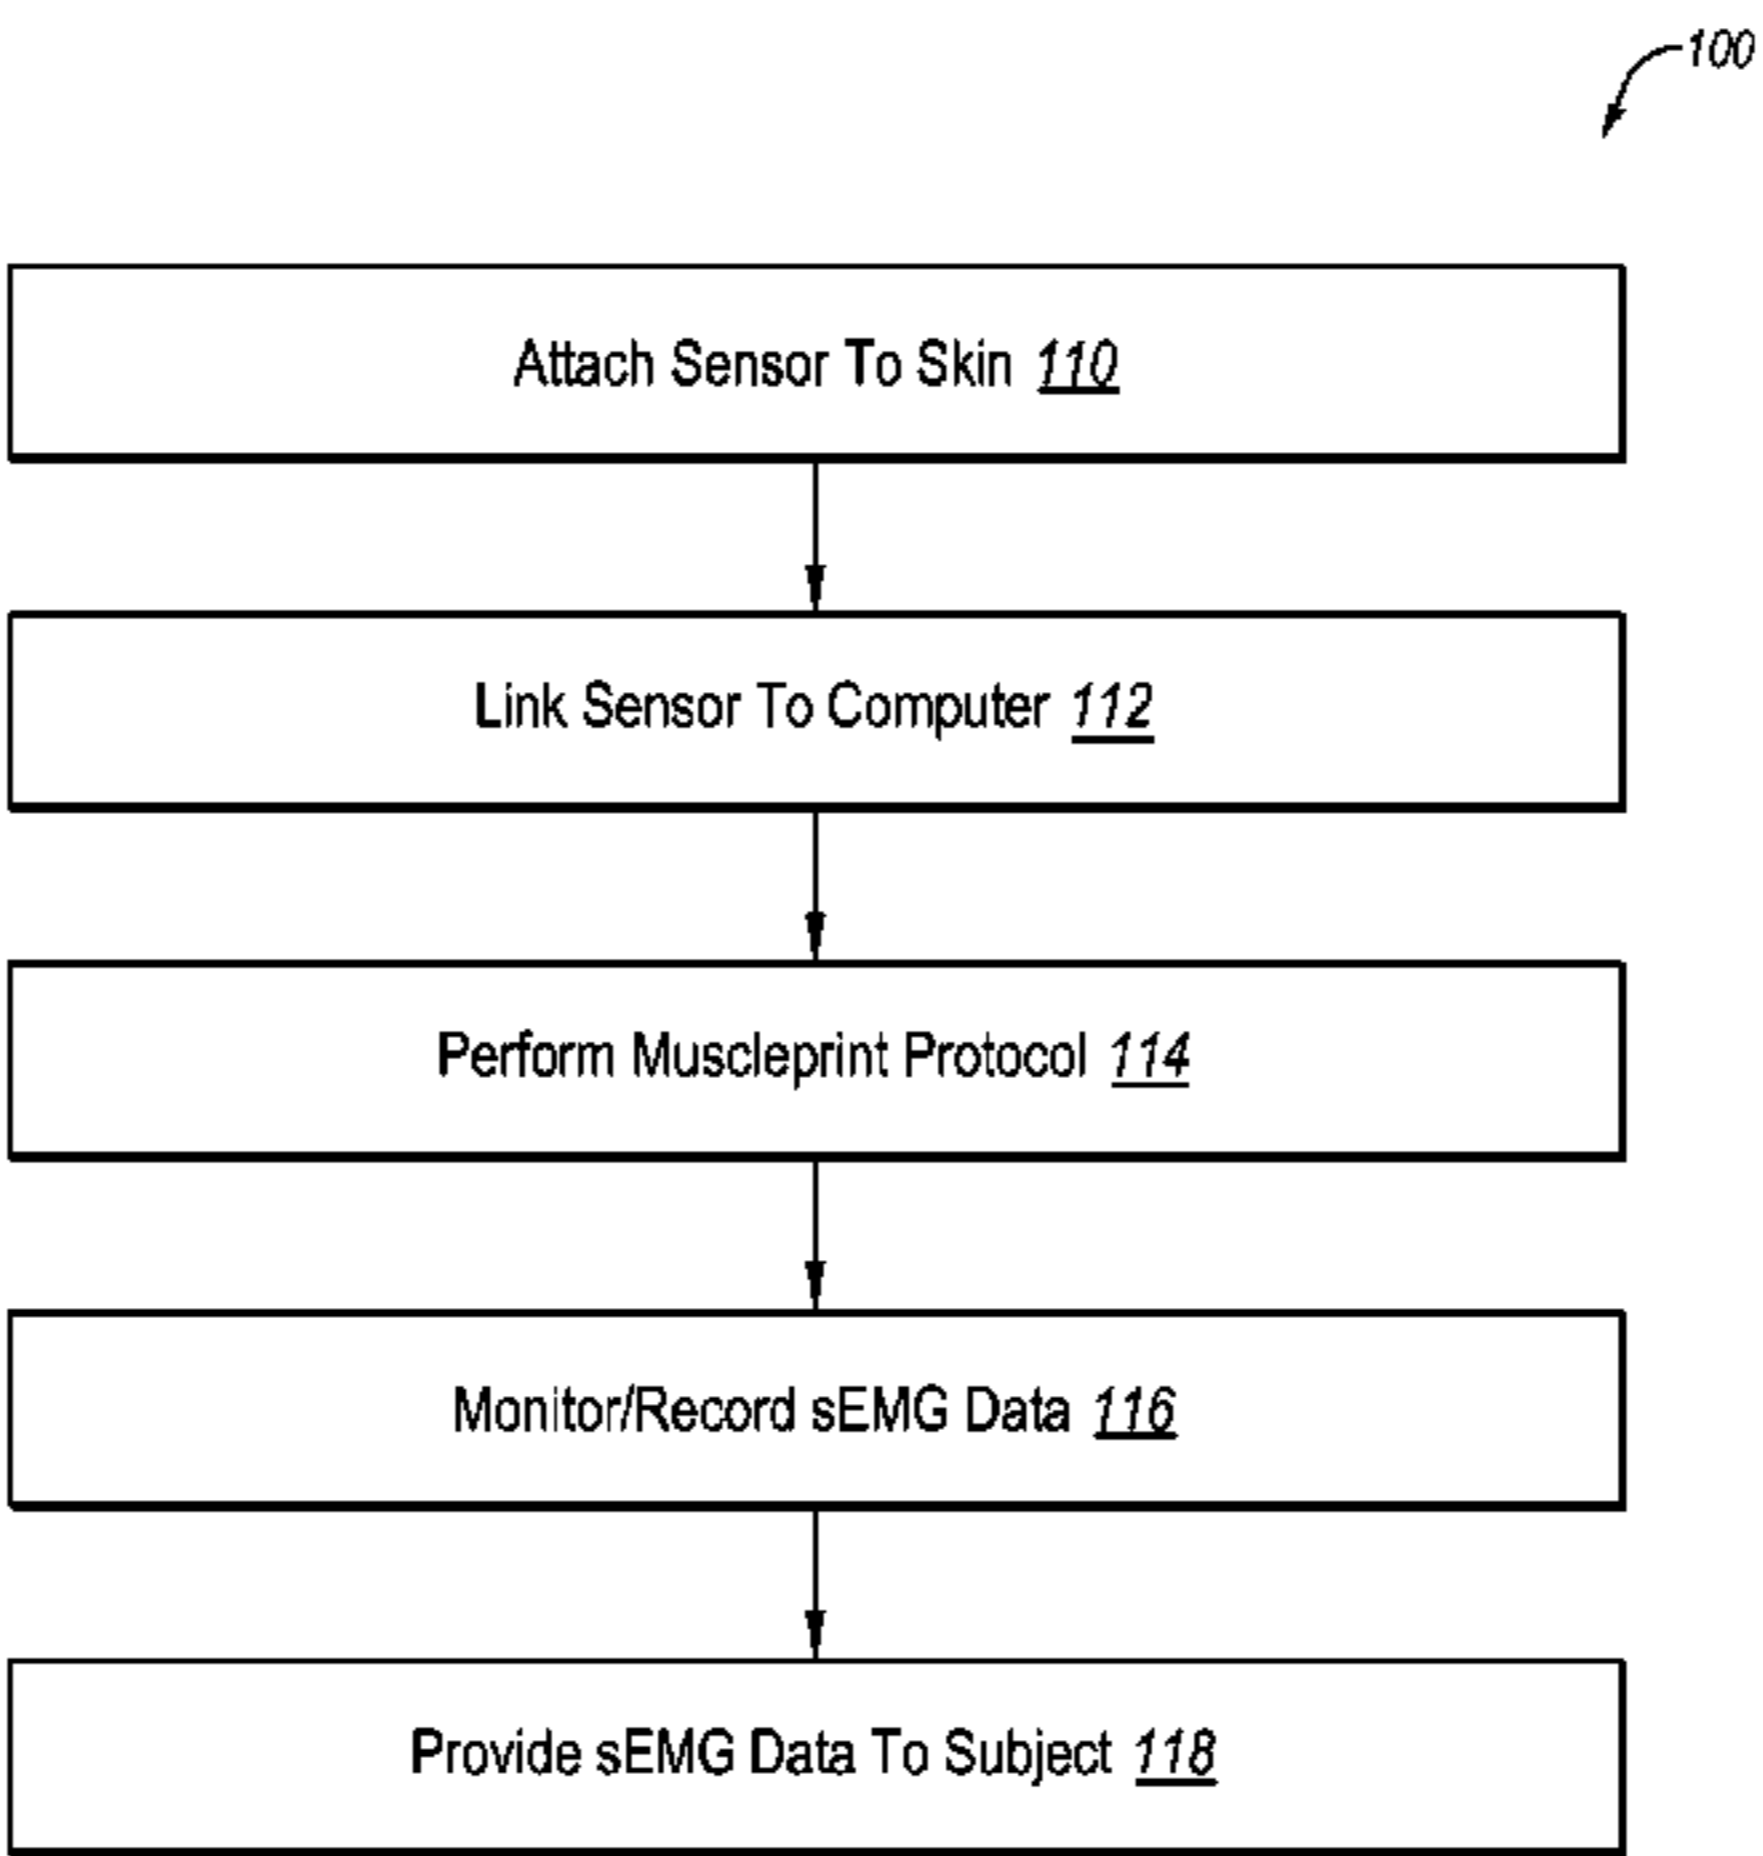 100
Attach Sensor To Skin 110
Link Sensor To Computer 112
Perform Muscleprint Protocol 114
Monitor/Record sEMG Data 116
Provide sEMG Data To Subject 118